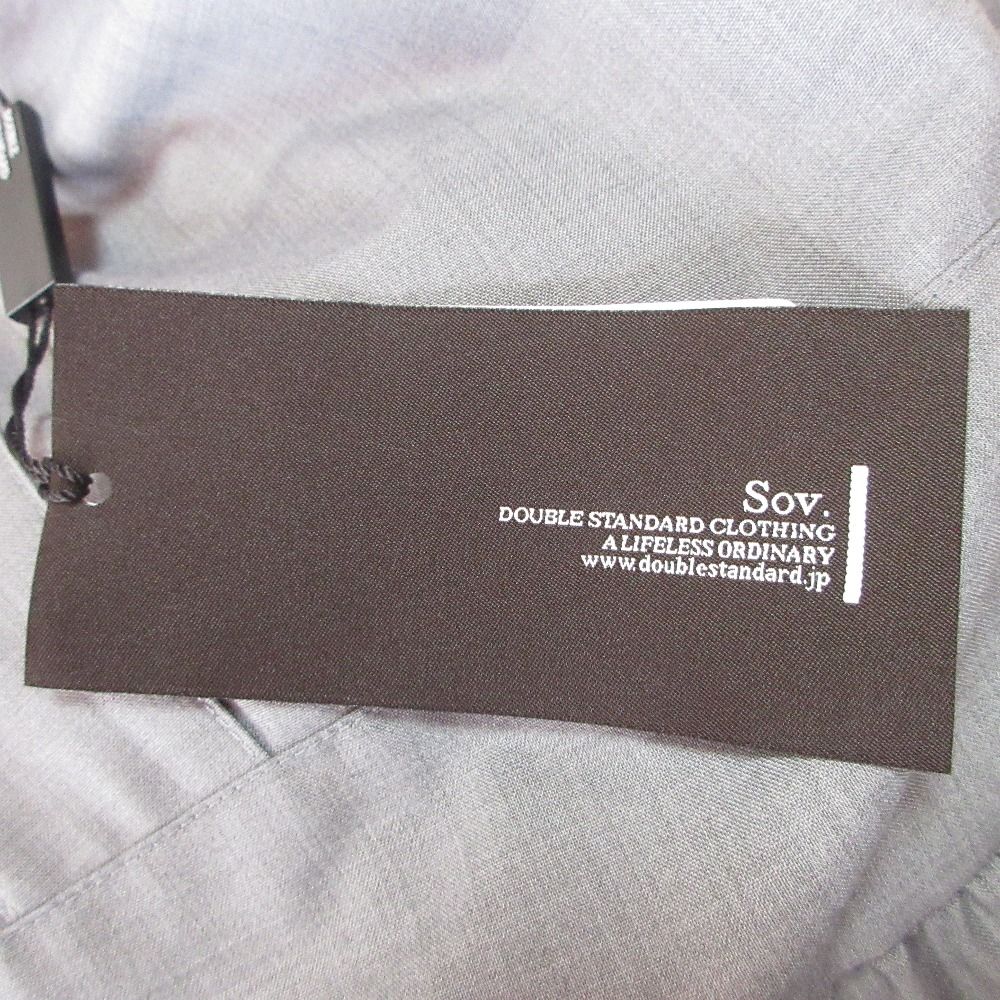 Sov.
DOUBLE STANDARD CLOTHING
A LIFELESS ORDINARY
www.doublestandard.jp